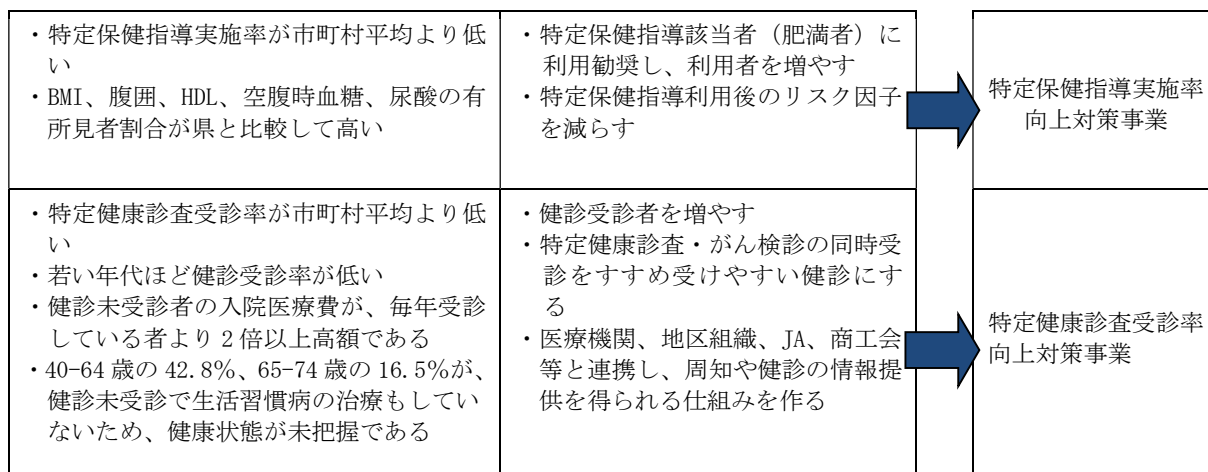 ・特定保健指導実施率が市町村平均より低
い
・BMI、腹囲、HDL、空腹時血糖、尿酸の有
所見者割合が県と比較して高い
・特定保健指導該当者（肥満者）に
利用勧奨し、利用者を増やす
・特定保健指導利用後のリスク因子
を減らす
特定保健指導実施率
向上対策事業
・特定健康診査受診率が市町村平均より低
い
・若い年代ほど健診受診率が低い
・健診未受診者の入院医療費が、毎年受診
している者より2倍以上高額である
・40-64歳の42.8%、65-74歳の16.5%が、
健診未受診で生活習慣病の治療もしてい
ないため、健康状態が未把握である
・健診受診者を増やす
・特定健康診査・がん検診の同時受
診をすすめ受けやすい健診にす
る
・医療機関、地区組織、JA、商工会
等と連携し、周知や健診の情報提
供を得られる仕組みを作る
特定健康診査受診率
向上対策事業